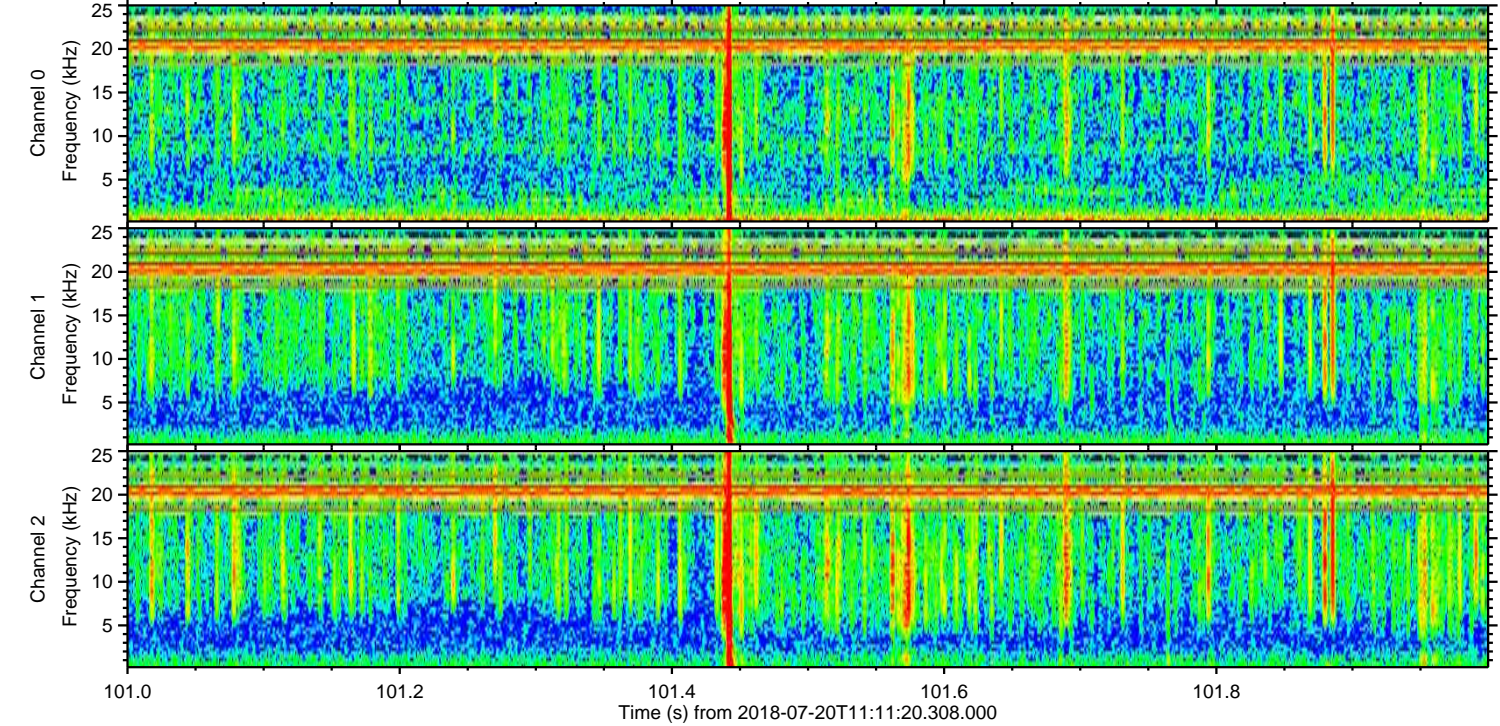 Channel 0
Frequency (kHz)
25
20
15
10
5
Channel 1
Frequency (kHz)
25
20
15
10
5
Channel 2
Frequency (kHz)
25
20
15
10
5
101.0 101.2 101.4 101.6 101.8
Time (s) from 2018-07-20T11:11:20.308.000